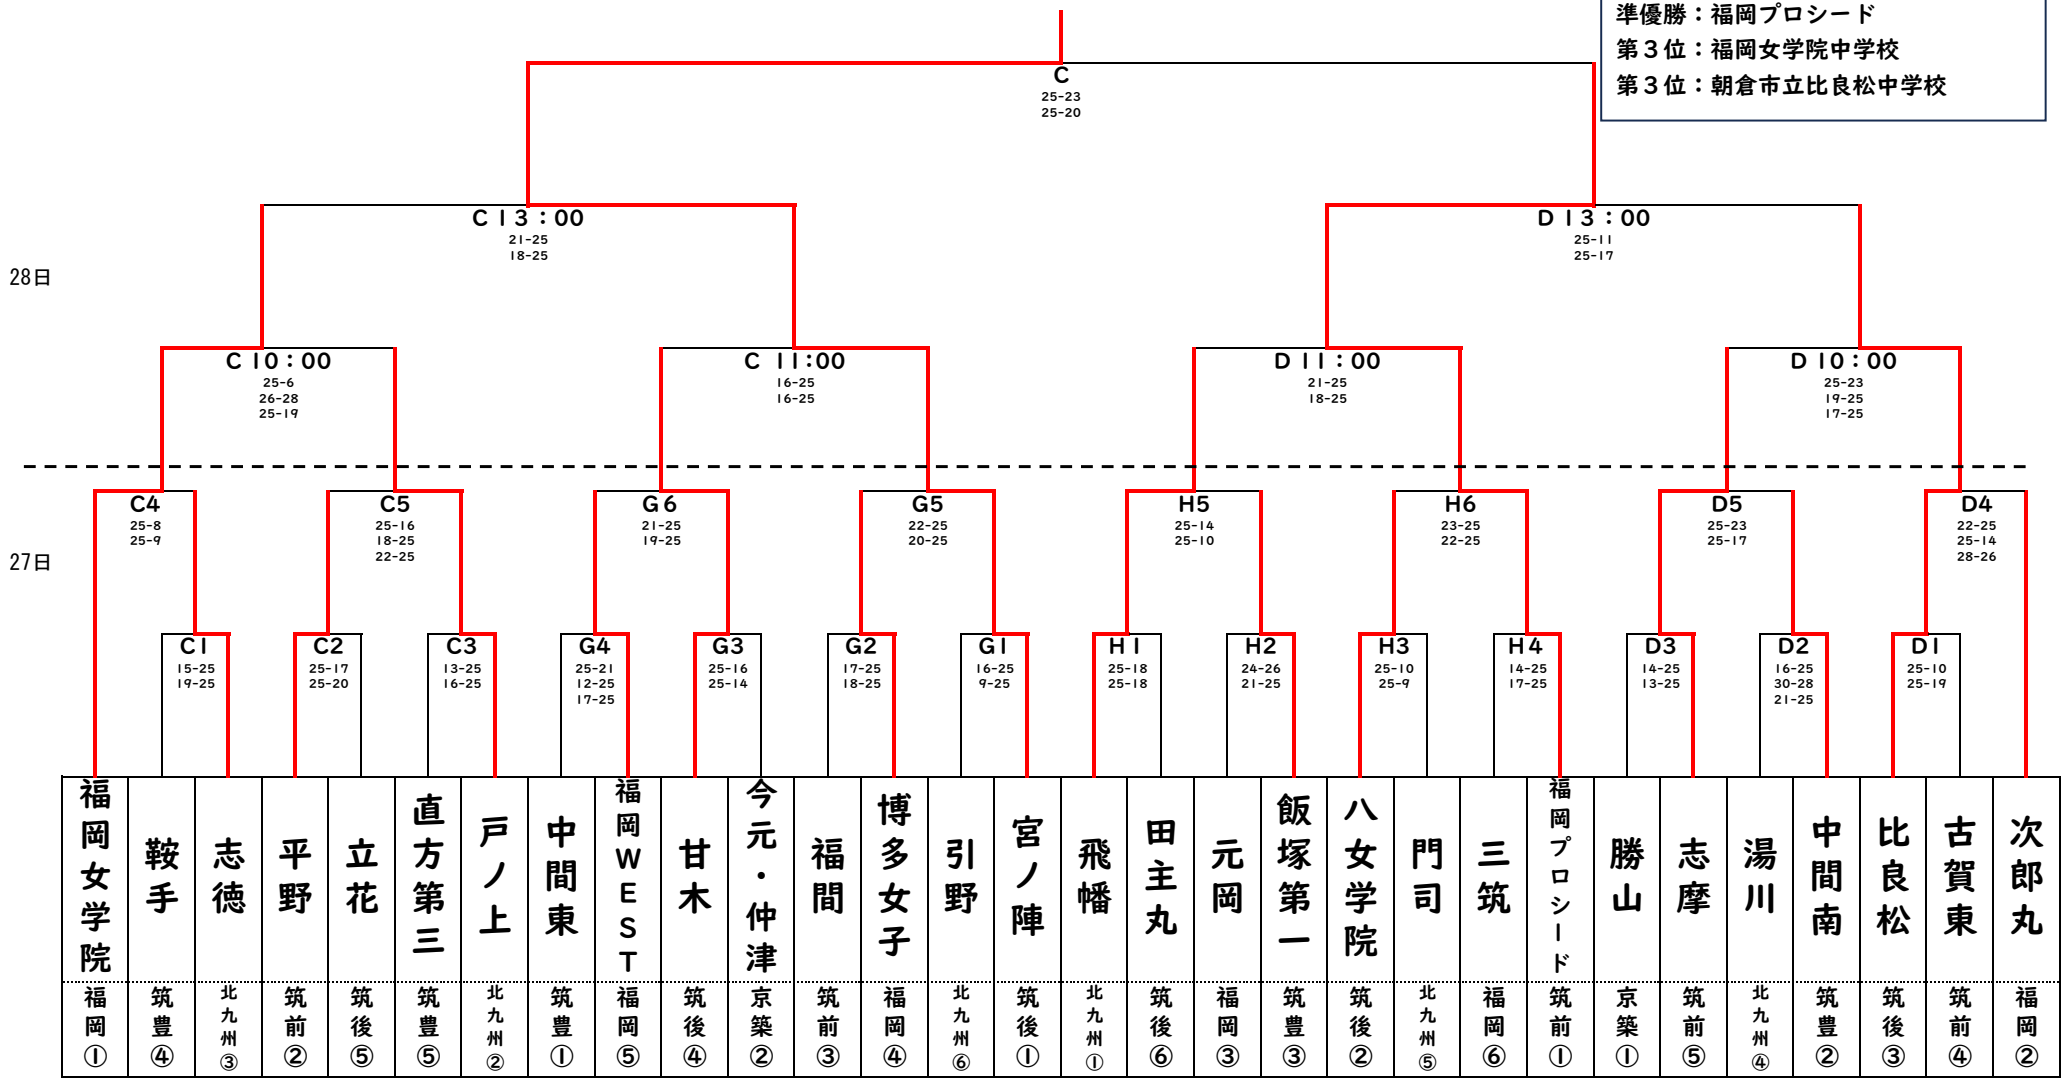 準優勝：福岡プロシード
第３位：福岡女学院中学校
第３位：朝倉市立比良松中学校
C
25-23
25-20
C 13：00
21-25
18-25
D 13：00
25-11
25-17
28日
C 10：00
25-6
26-28
25-19
C 11:00
16-25
16-25
D 11：00
21-25
18-25
D 10：00
25-23
19-25
17-25
27日
C4
25-8
25-9
C5
25-16
18-25
22-25
G6
21-25
19-25
G5
22-25
20-25
H5
25-14
25-10
H6
23-25
22-25
D5
25-23
25-17
D4
22-25
25-14
28-26
C1
15-25
19-25
C2
25-17
25-20
C3
13-25
16-25
G4
25-21
12-25
17-25
G3
25-16
25-14
G2
17-25
18-25
G1
16-25
9-25
H1
25-18
25-18
H2
24-26
21-25
H3
25-10
25-9
H4
14-25
17-25
D3
14-25
13-25
D2
16-25
30-28
21-25
D1
25-10
25-19
福岡女学院
鞍手
志徳
平野
立花
直方第三
戸ノ上
中間東
福岡WEST
甘木
今元・仲津
福間
博多女子
引野
宮ノ陣
飛幡
田主丸
元岡
飯塚第一
八女学院
門司
三筑
福岡プロシード
勝山
志摩
湯川
中間南
比良松
古賀東
次郎丸
福岡①
筑豊④
北九州③
筑前②
筑後⑤
筑豊⑤
北九州②
筑豊①
福岡⑤
筑後④
京築②
筑前③
福岡④
北九州⑥
筑後①
北九州①
筑後⑥
福岡③
筑豊③
筑後②
北九州⑤
福岡⑥
筑前①
京築①
筑前⑤
北九州④
筑豊②
筑後③
筑前④
福岡②